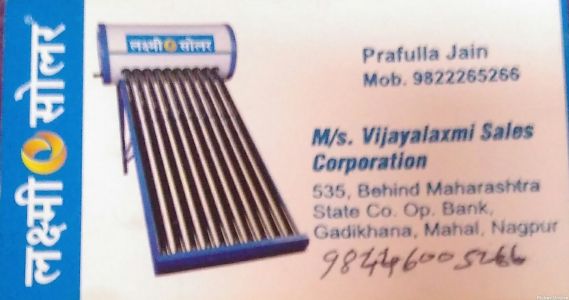 लक्ष्मी सोलर
लक्ष्मी सोलर
Prafulla Jain
Mob. 9822265266
M/s. Vijayalaxmi Sales
Corporation
535, Behind Maharashtra
State Co. Op. Bank,
Gadikhana, Mahal, Nagpur